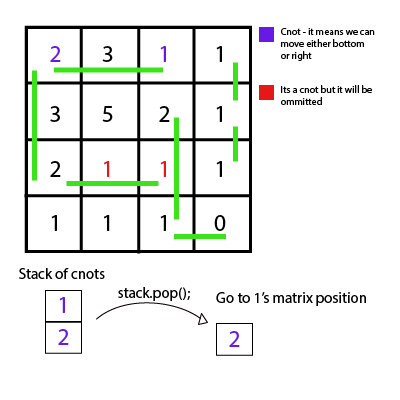 2 3 1 1
3 5 2 1
2 1 1 1
1 1 1 0
Cnot - it means we can
move either bottom
or right
Its a cnot but it will be
ommitted
Stack of cnots
1
2
stack.pop();
Go to 1's matrix position
2